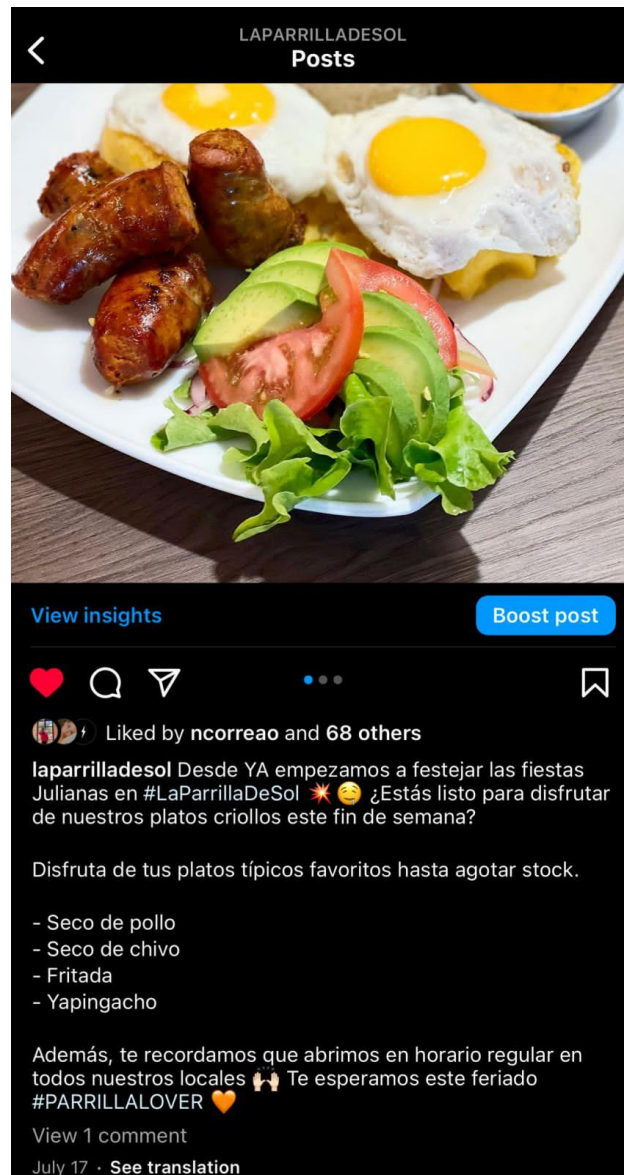 LAPARRILLADESOL
Posts
View insights
Boost post
Liked by ncorreao and 68 others
laparrilladesol Desde YA empezamos a festejar las fiestas
Julianas en #LaParrillaDeSol 💥🤤 ¿Estás listo para disfrutar
de nuestros platos criollos este fin de semana?
Disfruta de tus platos típicos favoritos hasta agotar stock.
- Seco de pollo
- Seco de chivo
- Fritada
- Yapingacho
Además, te recordamos que abrimos en horario regular en
todos nuestros locales 🙌🏻 Te esperamos este feriado
#PARRILLALOVER 🧡
View 1 comment
July 17 · See translation